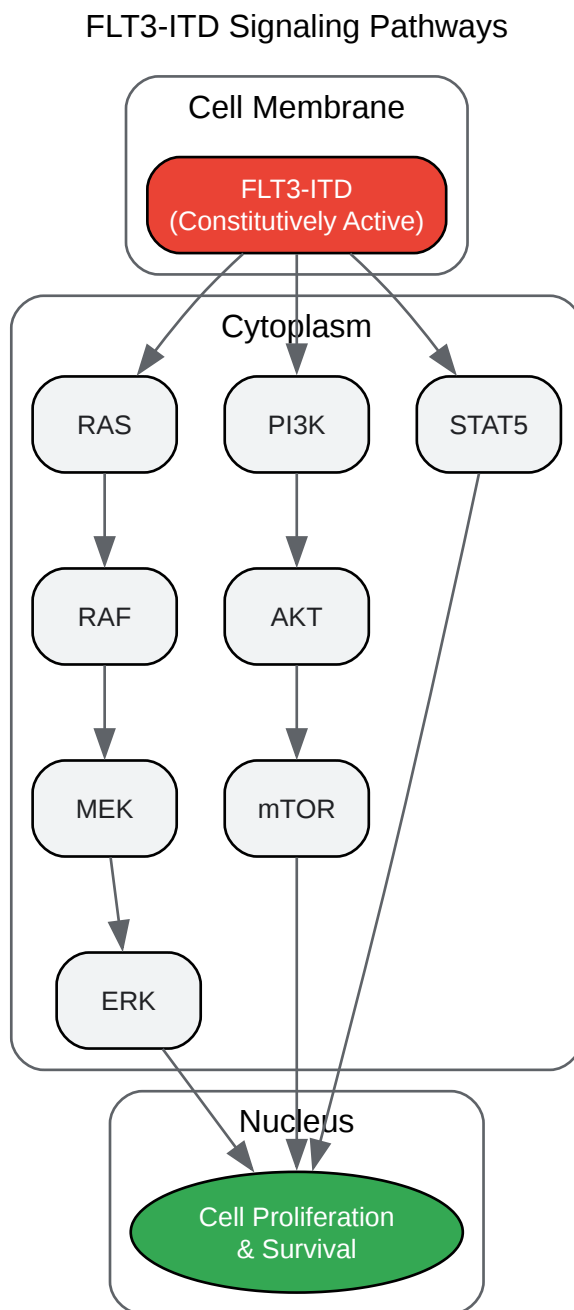 FLT3-ITD Signaling Pathways
Cell Membrane
FLT3-ITD
(Constitutively Active)
Cytoplasm
RAS
PI3K
STAT5
RAF
AKT
MEK
mTOR
ERK
Nucleus
Cell Proliferation
& Survival